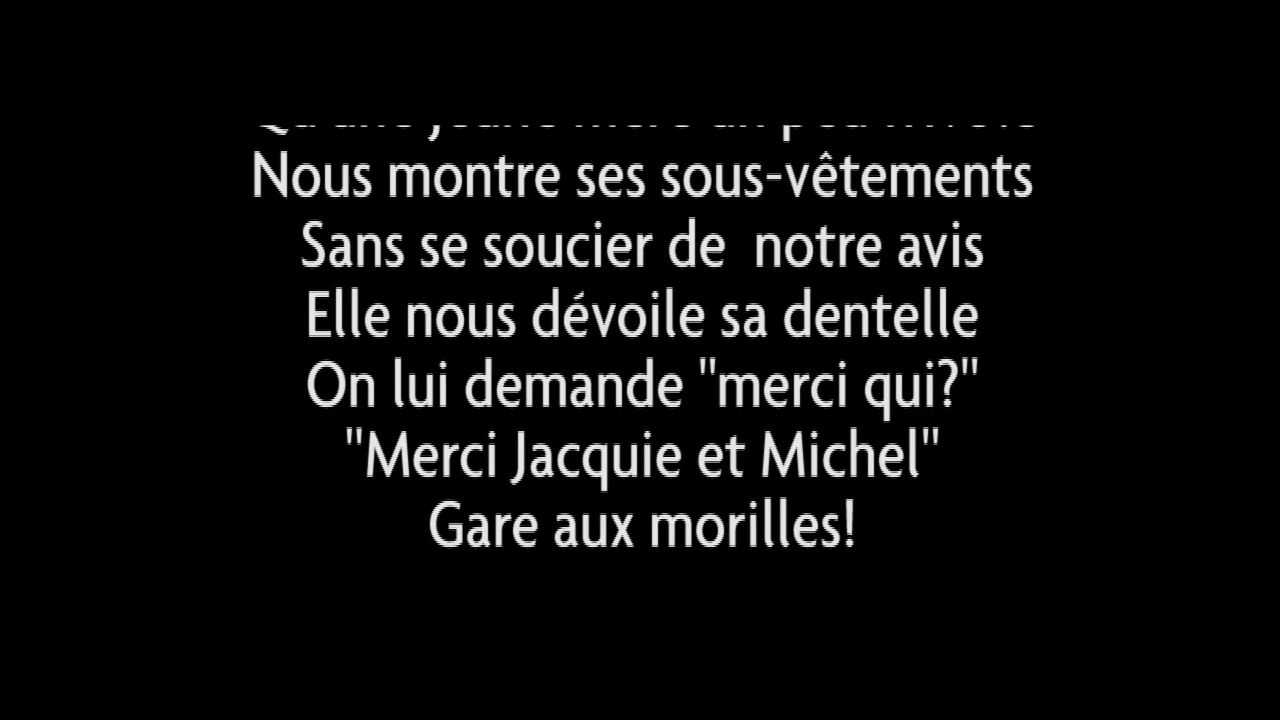 Nous montre ses sous-vêtements
Sans se soucier de  notre avis
Elle nous dévoile sa dentelle
On lui demande "merci qui?"
"Merci Jacquie et Michel"
Gare aux morilles!